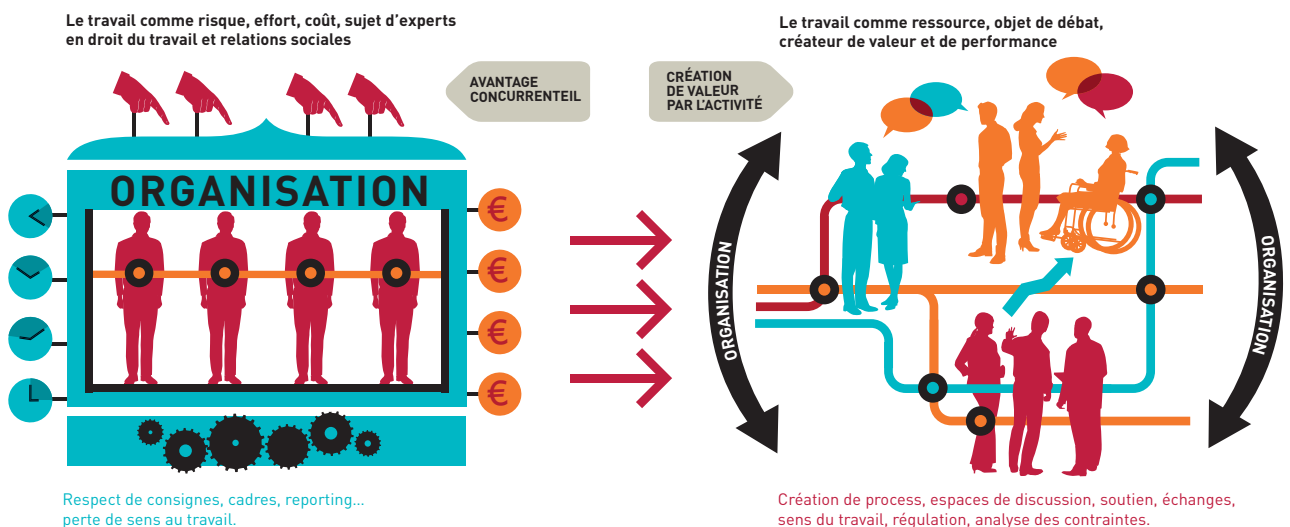 Le travail comme risque, effort, coût, sujet d'experts
en droit du travail et relations sociales
AVANTAGE
CONCURRENTEIL
ORGANISATION
€
€
€
€
Respect de consignes, cadres, reporting...
perte de sens au travail.
Le travail comme ressource, objet de débat,
créateur de valeur et de performance
CRÉATION
DE VALEUR
PAR L'ACTIVITÉ
ORGANISATION
ORGANISATION
Création de process, espaces de discussion, soutien, échanges,
sens du travail, régulation, analyse des contraintes.